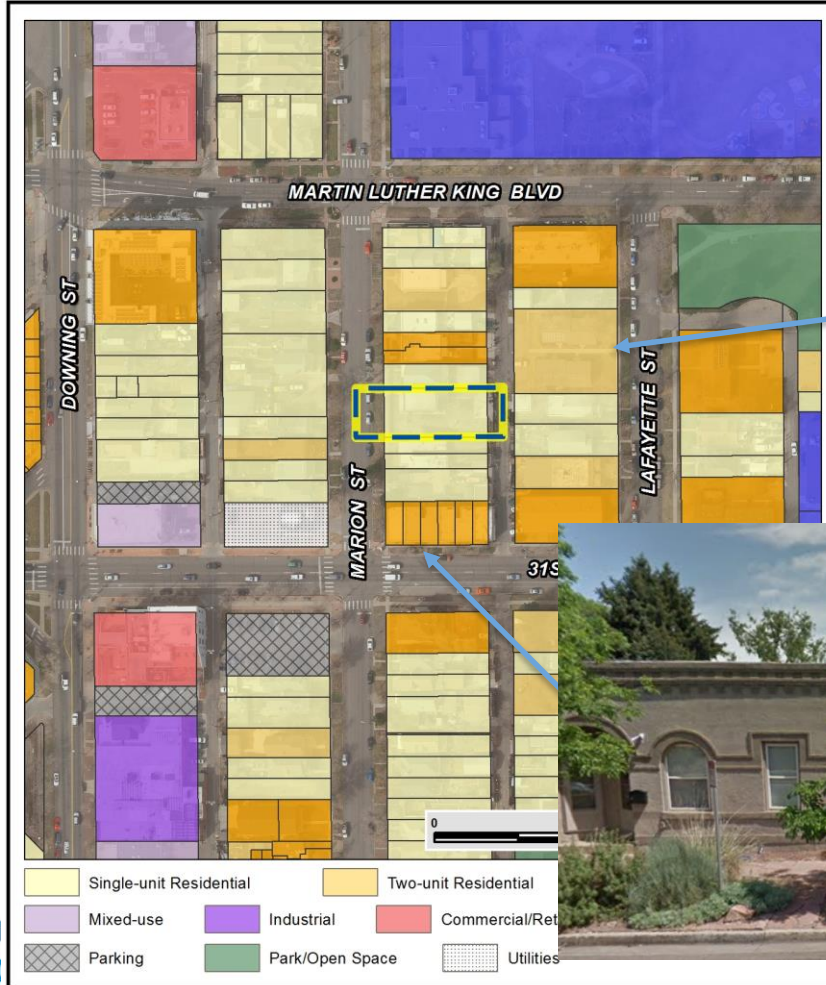 MARTIN LUTHER KING BLVD
DOWNING ST
MARION ST
LAFAYETTE ST
0
Single-unit Residential
Two-unit Residential
Mixed-use
Industrial
Parking
Park/Open Space
Utilities